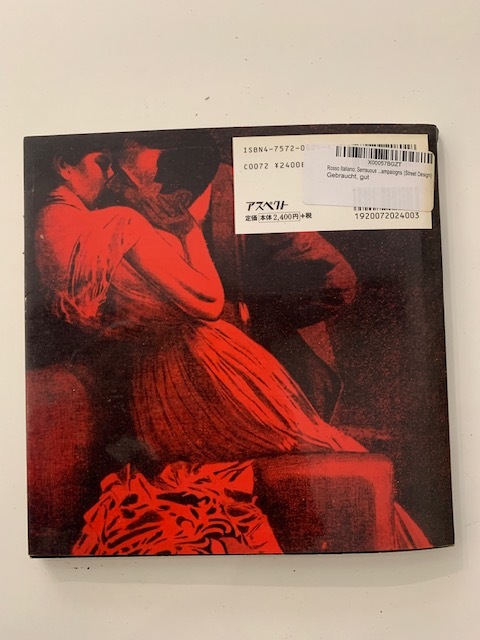 ISBN4-7572-0
C0072 ¥2400E
アスペクト
定価 本体2,400円 +税
X00057BGZT
Rosso Italiano: Sensuous ...ampaigns (Street Design)
Gebraucht, gut
1920072024003